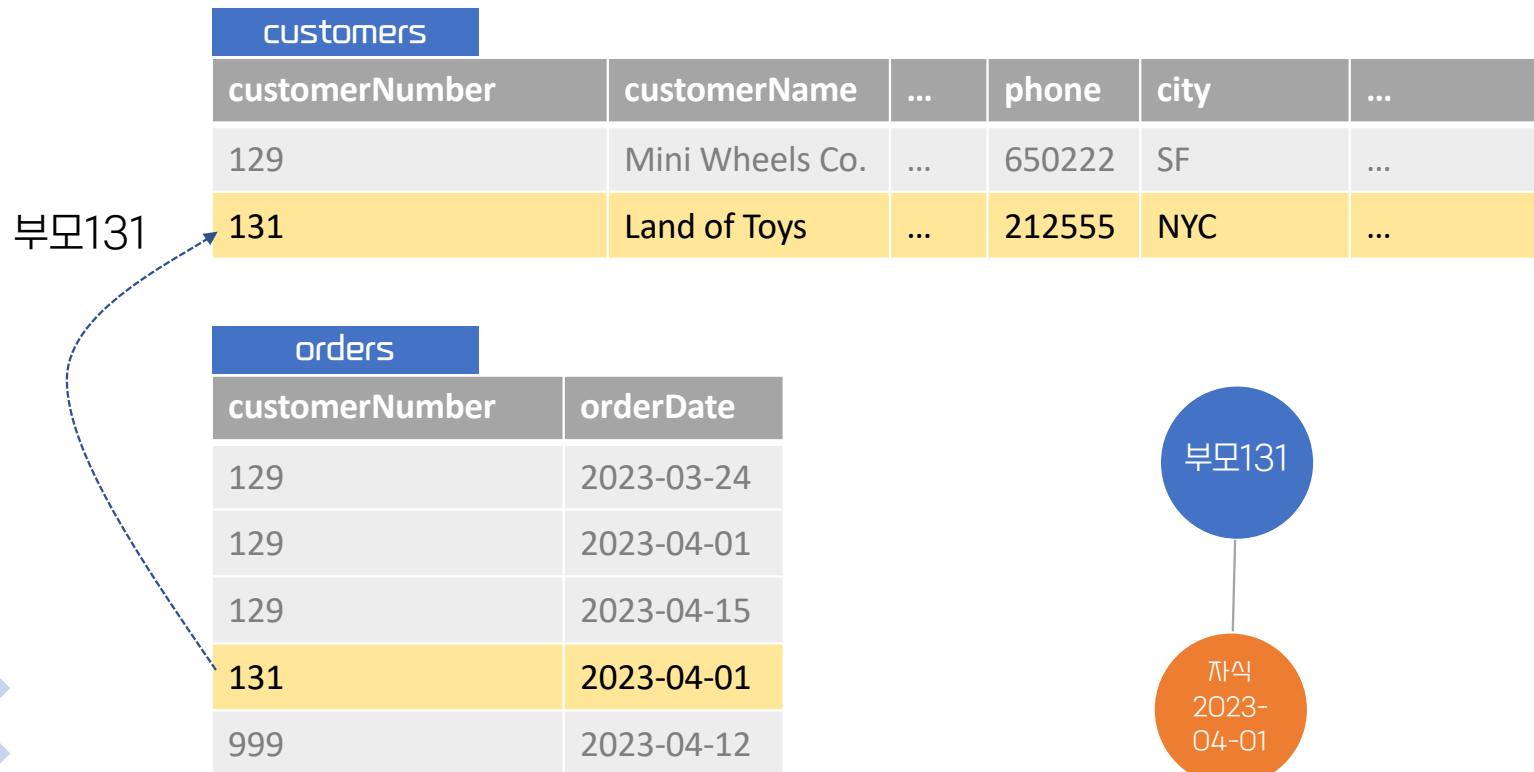 customers
customerNumber customerName ... phone city ...
129 Mini Wheels Co. ... 650222 SF ...
부모131 131 Land of Toys ... 212555 NYC ...
orders
customerNumber orderDate
129 2023-03-24
129 2023-04-01
129 2023-04-15
131 2023-04-01
999 2023-04-12
부모131
자식
2023-
04-01